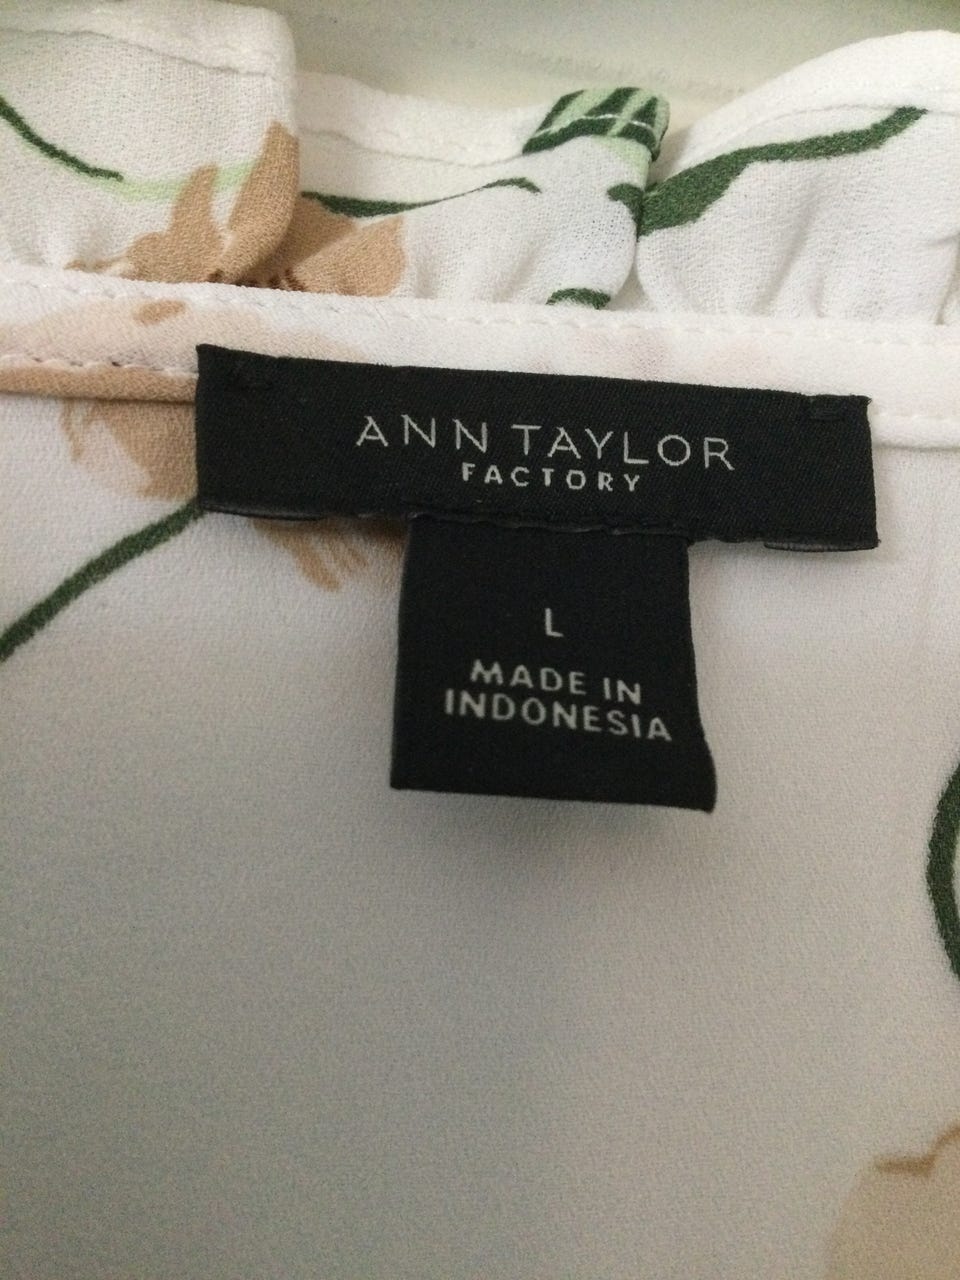 ANN TAYLOR
FACTORY
L
MADE IN
INDONESIA